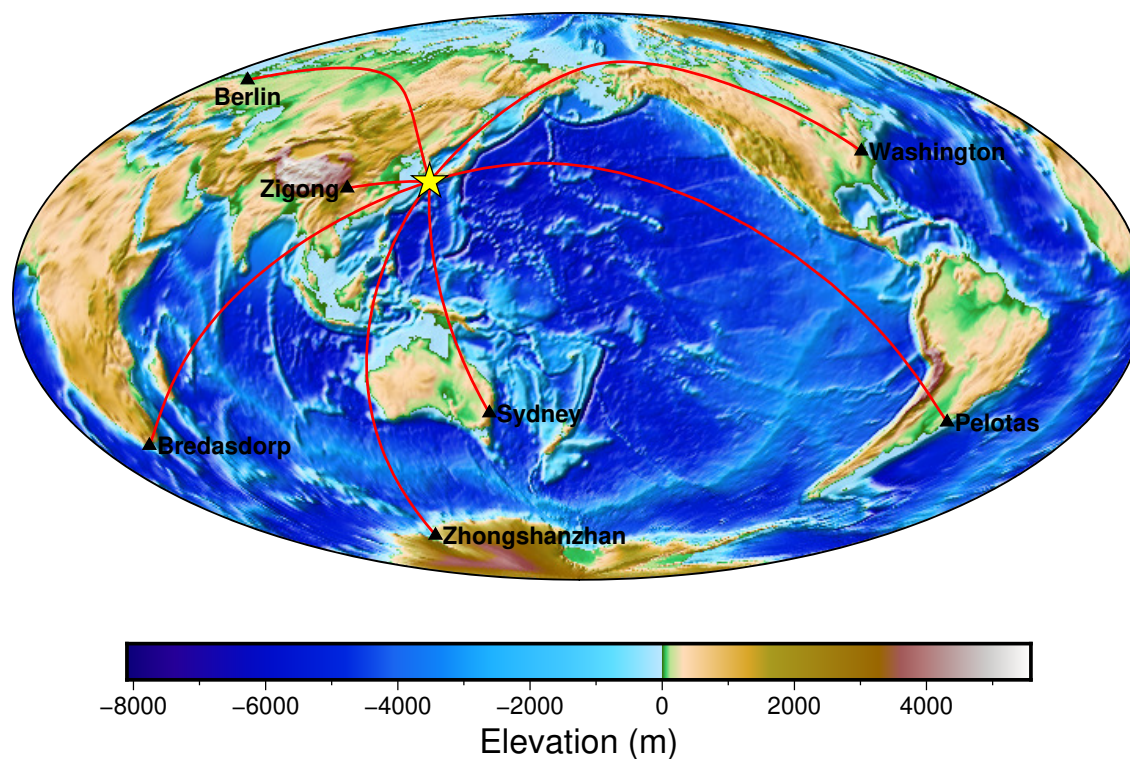 Berlin
Washington
Zigong
Sydney
Pelotas
Bredasdorp
Zhongshanzhan
−8000 −6000 −4000 −2000 0 2000 4000
Elevation (m)